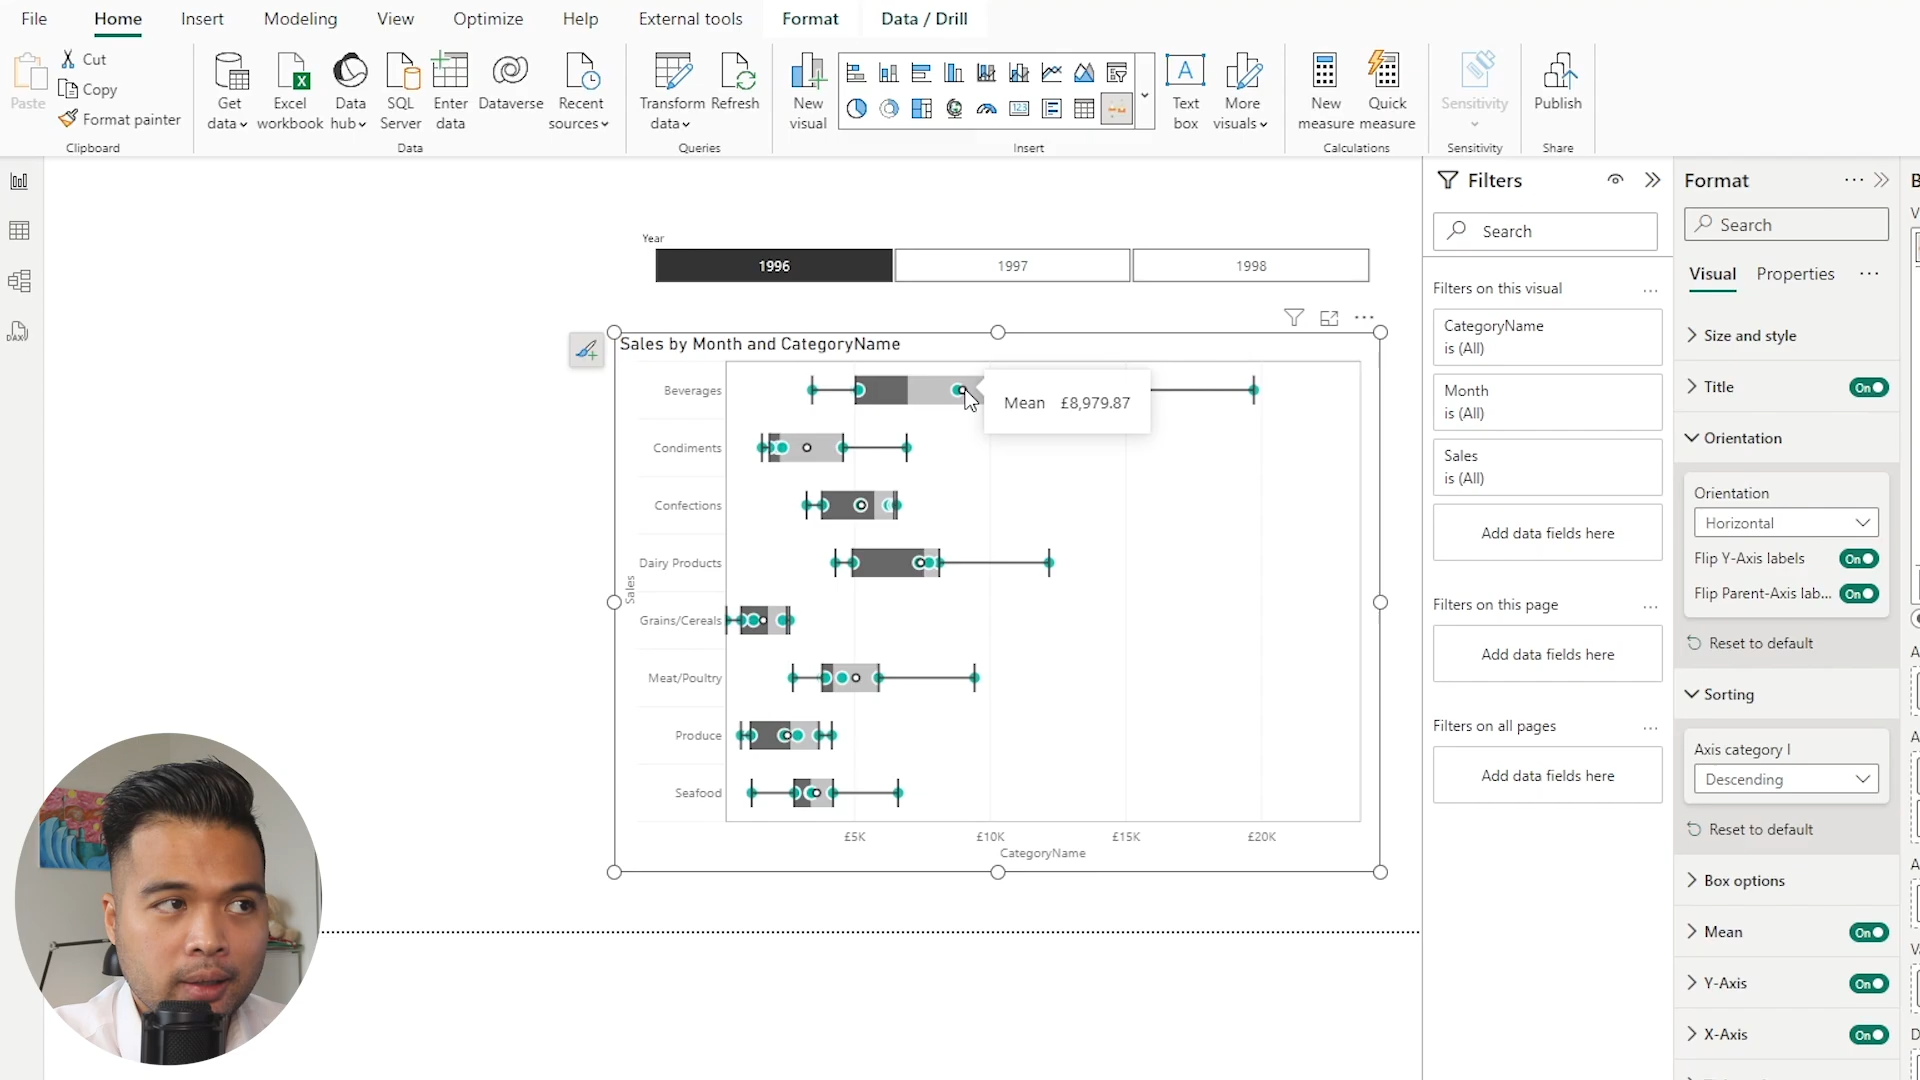 File Home Insert Modeling View Optimize Help External tools Format Data / Drill
Paste
Cut
Copy
Format painter
Clipboard
Get data
Excel workbook
Data hub
SQL Server
Enter data
Dataverse
Recent sources
Data
Transform data
Refresh
Queries
New visual
123
A
Text box
More visuals
Insert
New measure
Quick measure
Calculations
Sensitivity
Sensitivity
Publish
Share
DAX
Year
1996 1997 1998
Sales by Month and CategoryName
Beverages
Mean £8,979.87
Condiments
Confections
Dairy Products
Sales
Grains/Cereals
Meat/Poultry
Produce
Seafood
£5K £10K £15K £20K
CategoryName
Filters
Search
Filters on this visual
CategoryName
is (All)
Month
is (All)
Sales
is (All)
Add data fields here
Filters on this page
Add data fields here
Filters on all pages
Add data fields here
Format
Search
Visual Properties
Size and style
Title On
Orientation
Orientation
Horizontal
Flip Y-Axis labels On
Flip Parent-Axis lab... On
Reset to default
Sorting
Axis category I
Descending
Reset to default
Box options
Mean On
Y-Axis On
X-Axis On